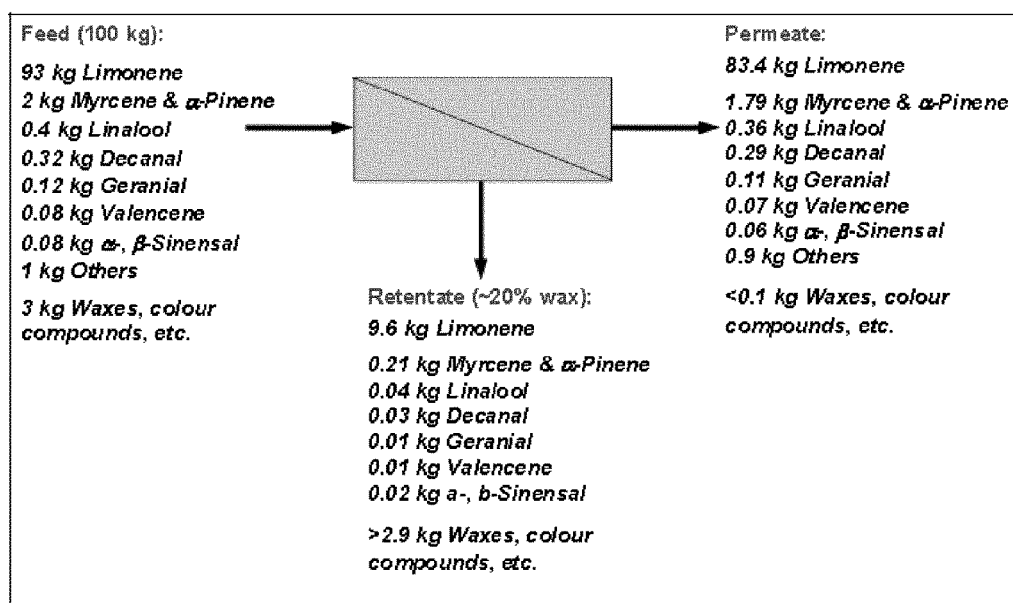 Feed (100 kg):
93 kg Limonene
2 kg Myrcene & α-Pinene
0.4 kg Linalool
0.32 kg Decanal
0.12 kg Geranial
0.08 kg Valencene
0.08 kg α-, β-Sinensal
1 kg Others
3 kg Waxes, colour
compounds, etc.
Retentate (~20% wax):
9.6 kg Limonene
0.21 kg Myrcene & α-Pinene
0.04 kg Linalool
0.03 kg Decanal
0.01 kg Geranial
0.01 kg Valencene
0.02 kg a-, b-Sinensal
>2.9 kg Waxes, colour
compounds, etc.
Permeate:
83.4 kg Limonene
1.79 kg Myrcene & α-Pinene
0.36 kg Linalool
0.29 kg Decanal
0.11 kg Geranial
0.07 kg Valencene
0.06 kg α-, β-Sinensal
0.9 kg Others
<0.1 kg Waxes, colour
compounds, etc.